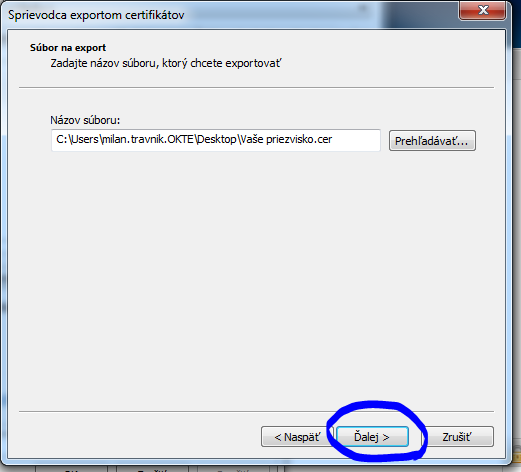 Sprievodca exportom certifikátov
Súbor na export
Zadajte názov súboru, ktorý chcete exportovať
Názov súboru:
C:\Users\milan.travnik.OKTE\Desktop\Vaše priezvisko.cer
Prehľadávať...
< Naspäť
Ďalej >
Zrušiť